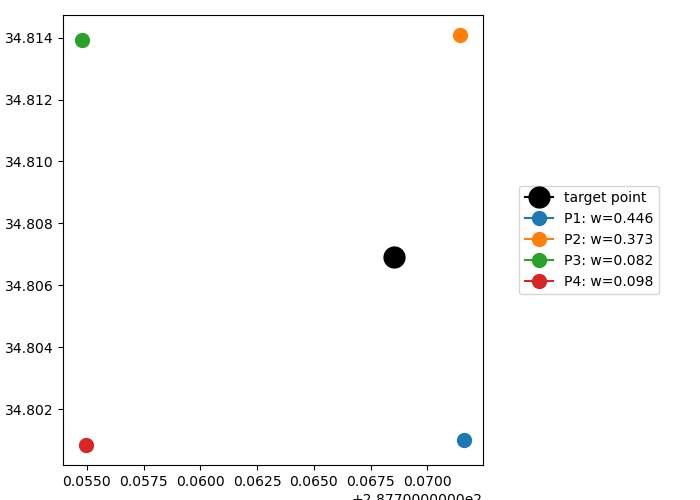 34.814
34.812
34.810
34.808
34.806
34.804
34.802
0.0550 0.0575 0.0600 0.0625 0.0650 0.0675 0.0700
+2.8770000000e2
target point
P1: w=0.446
P2: w=0.373
P3: w=0.082
P4: w=0.098